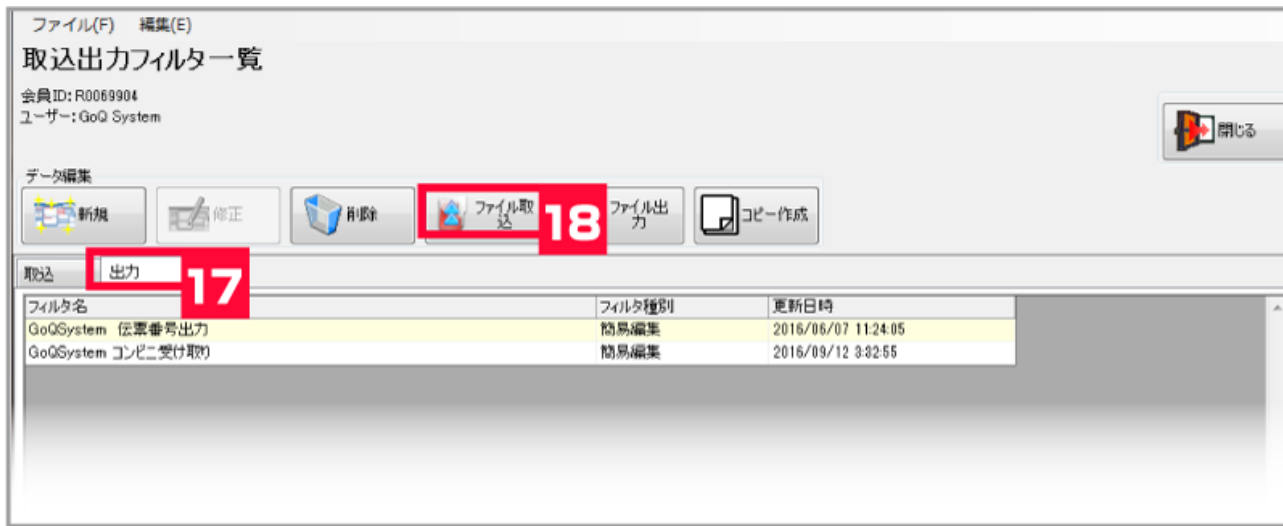 ファイル(F) 編集(E)
取込出力フィルター覧
会員ID: R0069904
ユーザー: GoQ System
閉じる
データ編集
新規 修正 削除 ファイル取込 18 ファイル出力 コピー作成
取込 出力 17
フィルタ名 フィルタ種別 更新日時
GoQSystem 伝票番号出力 簡易編集 2016/06/07 11:24:05
GoQSystem コンビニ受け取り 簡易編集 2016/09/12 3:32:55